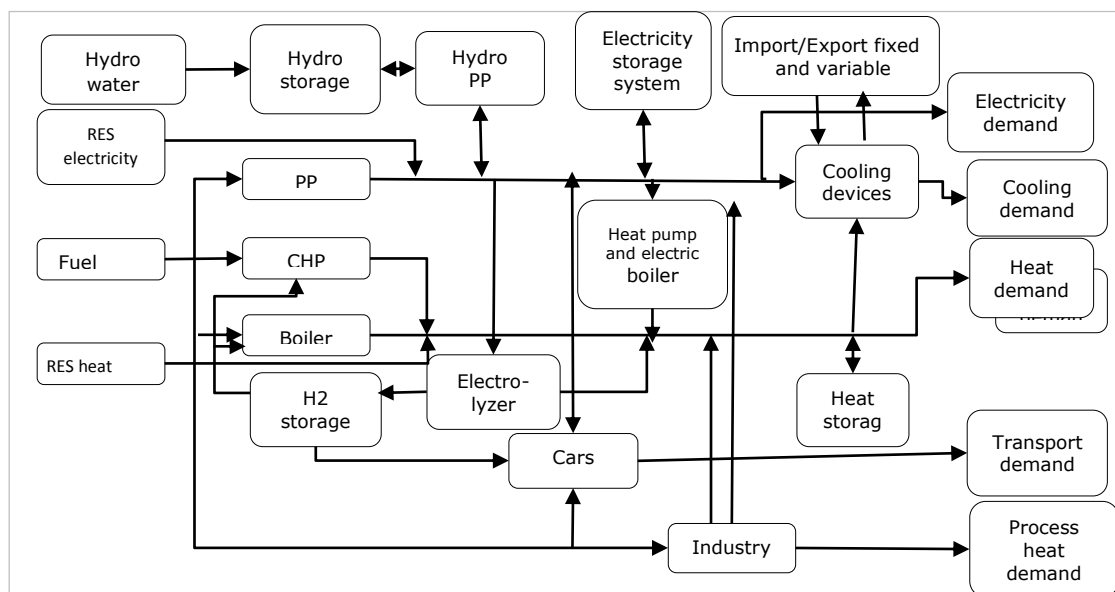 Hydro
water
Hydro
storage
Hydro
PP
Electricity
storage
system
Import/Export fixed
and variable
Electricity
demand
RES
electricity
PP
Cooling
devices
Cooling
demand
Fuel
CHP
Heat pump
and electric
boiler
Heat
demand
Boiler
RES heat
H2
storage
Electro-
lyzer
Heat
storag
Cars
Transport
demand
Industry
Process
heat
demand